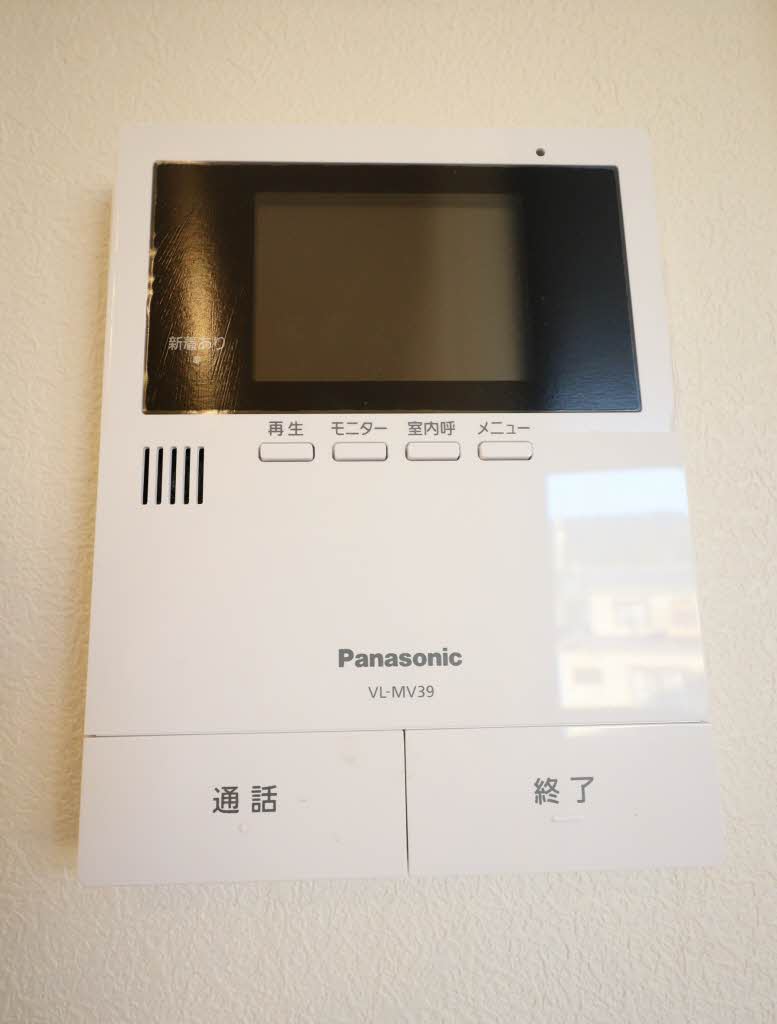 新着あり
再生 モニター 室内呼 メニュー
Panasonic
VL-MV39
通話 終了